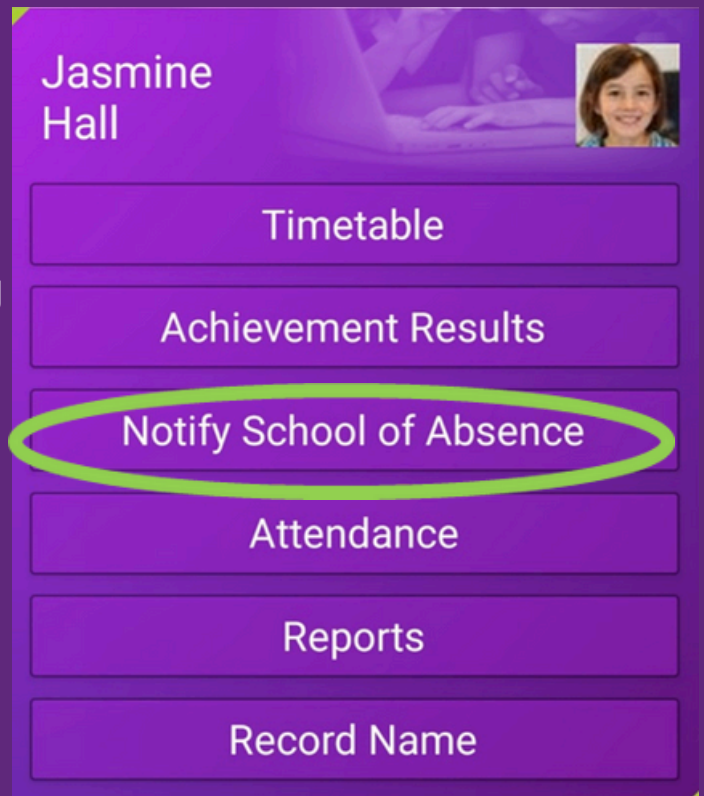 Jasmine
Hall
Timetable
Achievement Results
Notify School of Absence
Attendance
Reports
Record Name